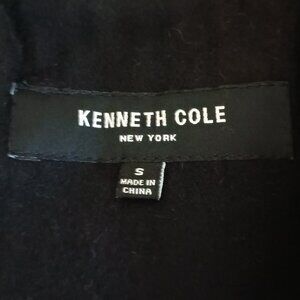 KENNETH COLE
NEW YORK
S
MADE IN
CHINA